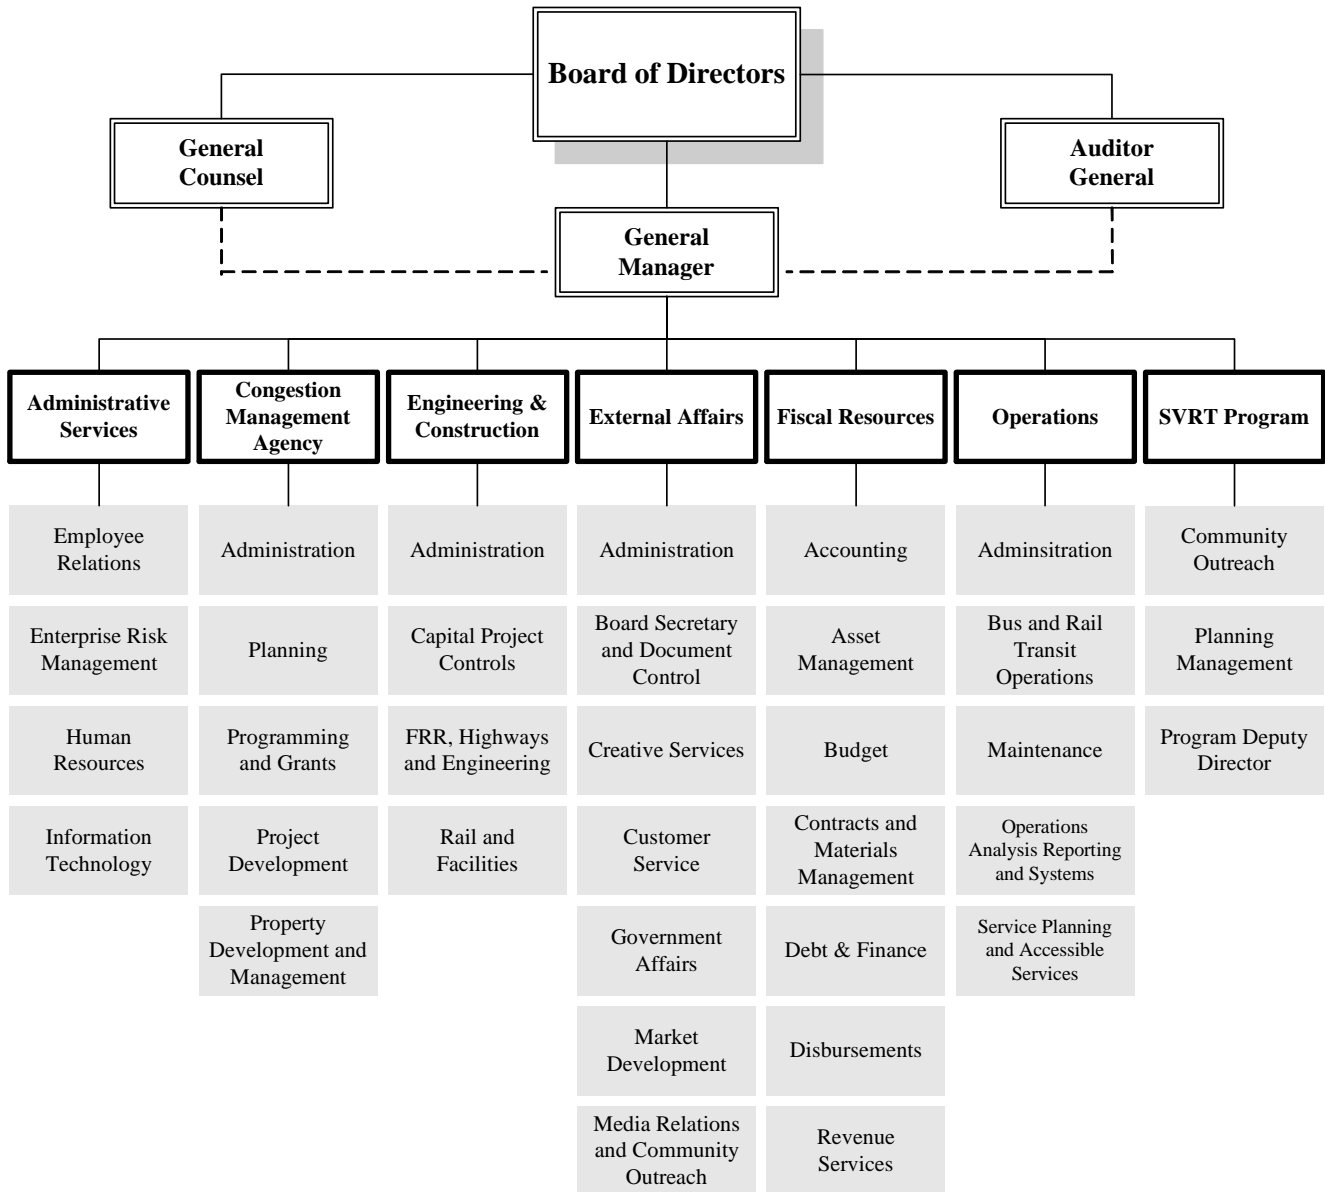 Board of Directors
General
Counsel
Auditor
General
General
Manager
Administrative
Services
Congestion
Management
Agency
Engineering &
Construction
External Affairs
Fiscal Resources
Operations
SVRT Program
Employee
Relations
Enterprise Risk
Management
Human
Resources
Information
Technology
Administration
Planning
Programming
and Grants
Project
Development
Property
Development and
Management
Administration
Capital Project
Controls
FRR, Highways
and Engineering
Rail and
Facilities
Administration
Board Secretary
and Document
Control
Creative Services
Customer
Service
Government
Affairs
Market
Development
Media Relations
and Community
Outreach
Accounting
Asset
Management
Budget
Contracts and
Materials
Management
Debt & Finance
Disbursements
Revenue
Services
Adminsitration
Bus and Rail
Transit
Operations
Maintenance
Operations
Analysis Reporting
and Systems
Service Planning
and Accessible
Services
Community
Outreach
Planning
Management
Program Deputy
Director